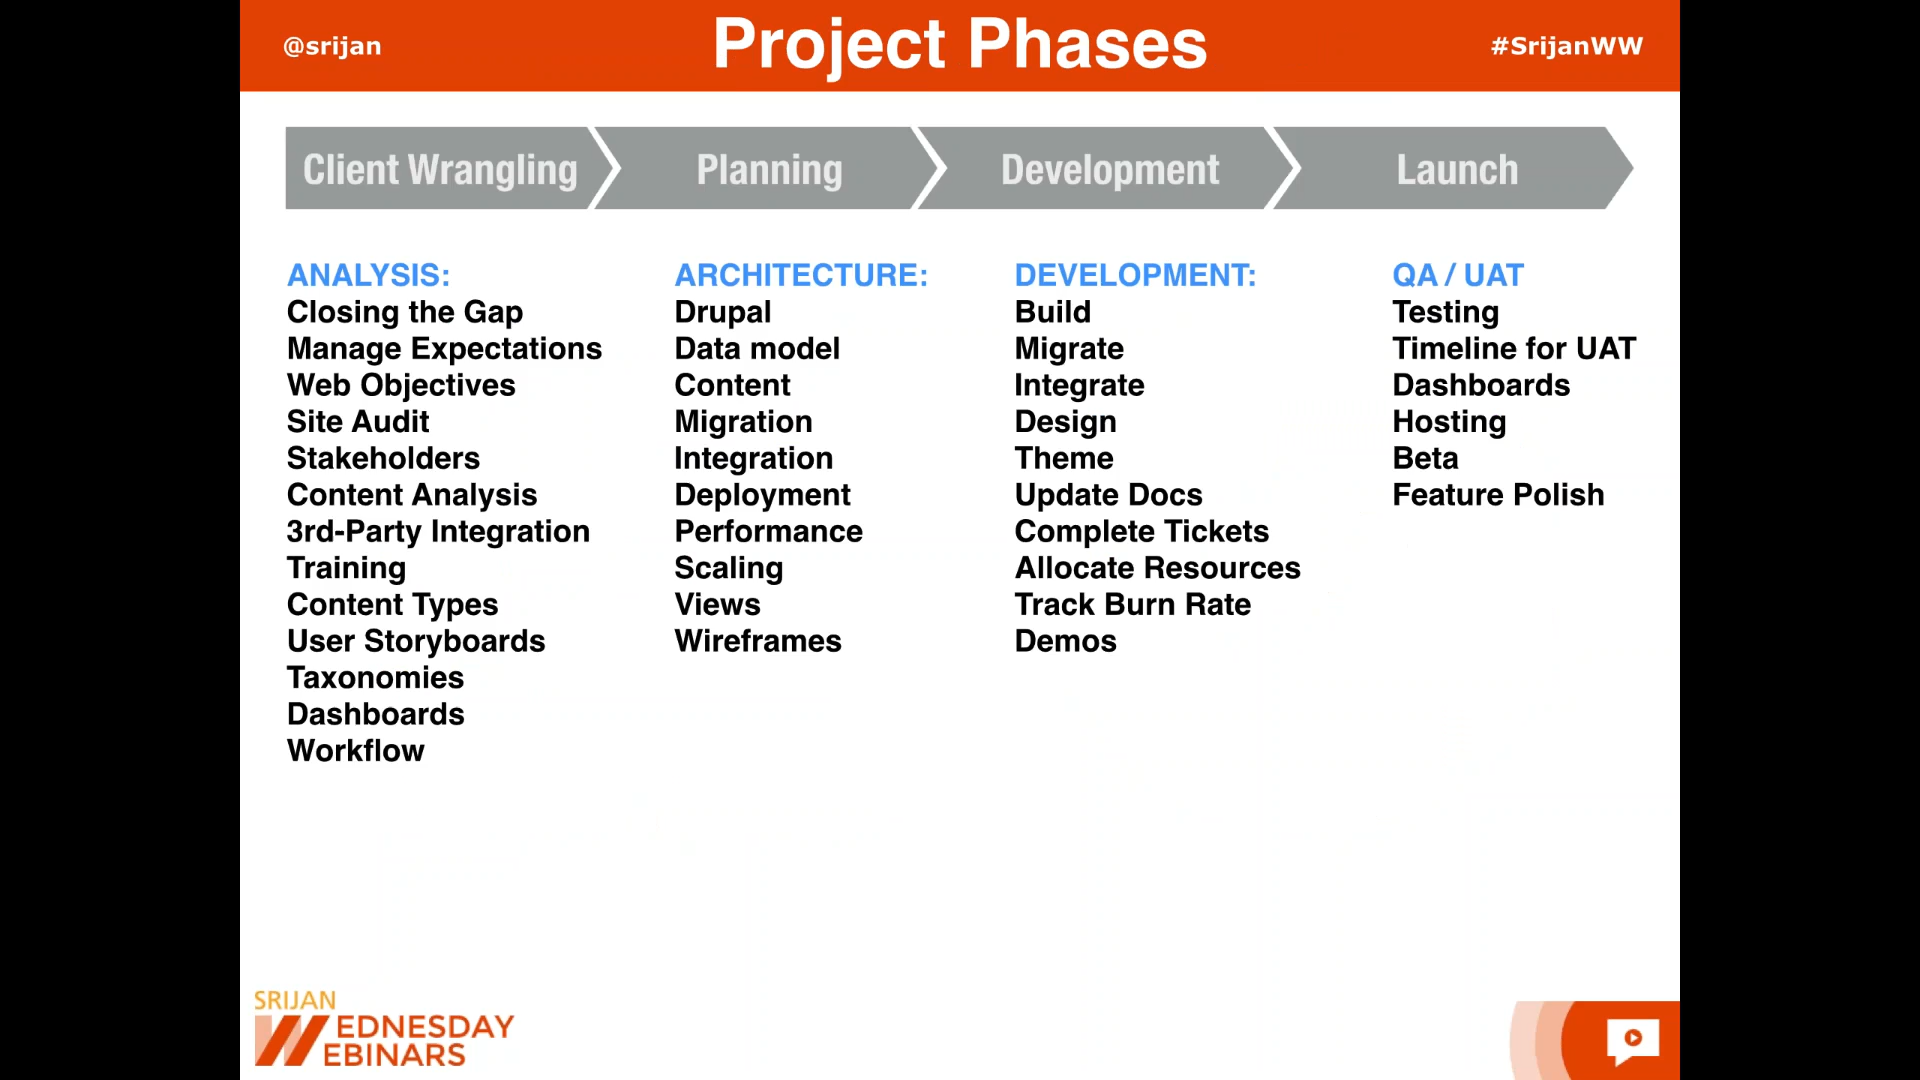 @srijan
Project Phases
#SrijanWW
Client Wrangling
Planning
Development
Launch
ANALYSIS:
Closing the Gap
Manage Expectations
Web Objectives
Site Audit
Stakeholders
Content Analysis
3rd-Party Integration
Training
Content Types
User Storyboards
Taxonomies
Dashboards
Workflow
ARCHITECTURE:
Drupal
Data model
Content
Migration
Integration
Deployment
Performance
Scaling
Views
Wireframes
DEVELOPMENT:
Build
Migrate
Integrate
Design
Theme
Update Docs
Complete Tickets
Allocate Resources
Track Burn Rate
Demos
QA / UAT
Testing
Timeline for UAT
Dashboards
Hosting
Beta
Feature Polish
SRIJAN
WEDNESDAY
WEBINARS